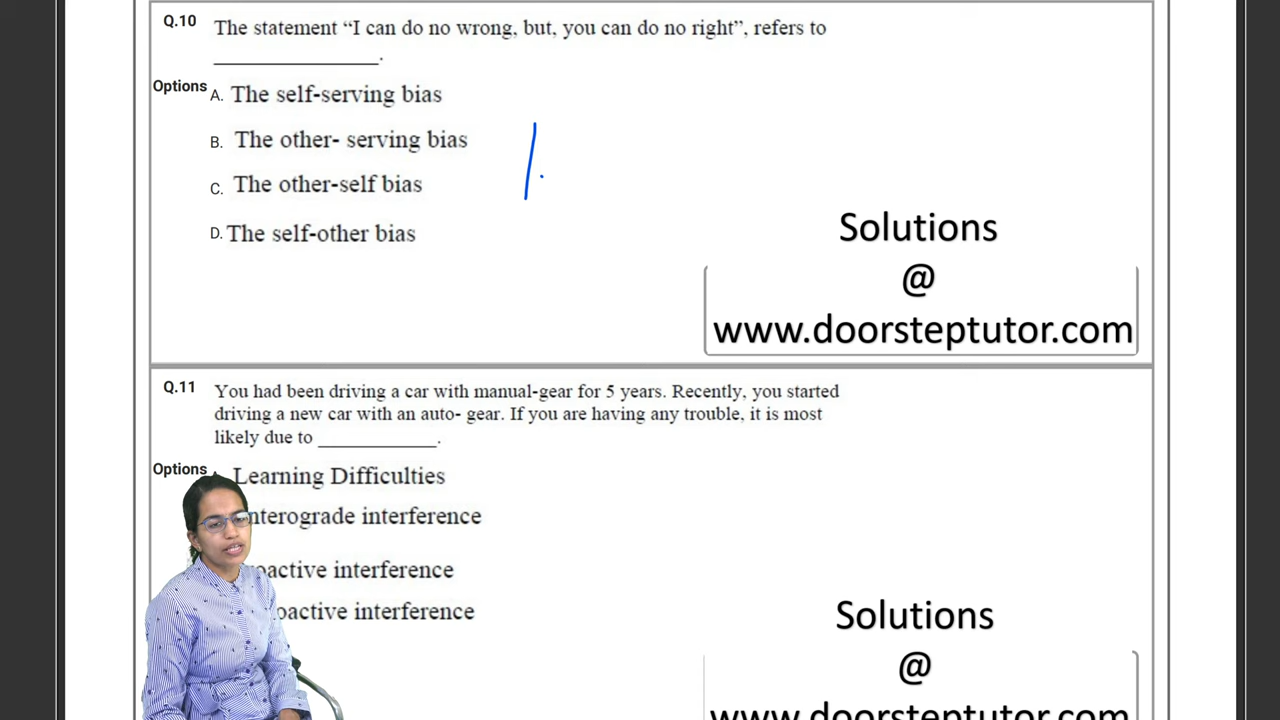 Q.10 The statement “I can do no wrong, but, you can do no right”, refers to
______________.
Options A. The self-serving bias
B. The other- serving bias
C. The other-self bias
D. The self-other bias
Solutions
@
www.doorsteptutor.com
Q.11 You had been driving a car with manual-gear for 5 years. Recently, you started
driving a new car with an auto- gear. If you are having any trouble, it is most
likely due to ____________.
Options Learning Difficulties
nterograde interference
oactive interference
oactive interference
Solutions
@
www.doorsteptutor.com